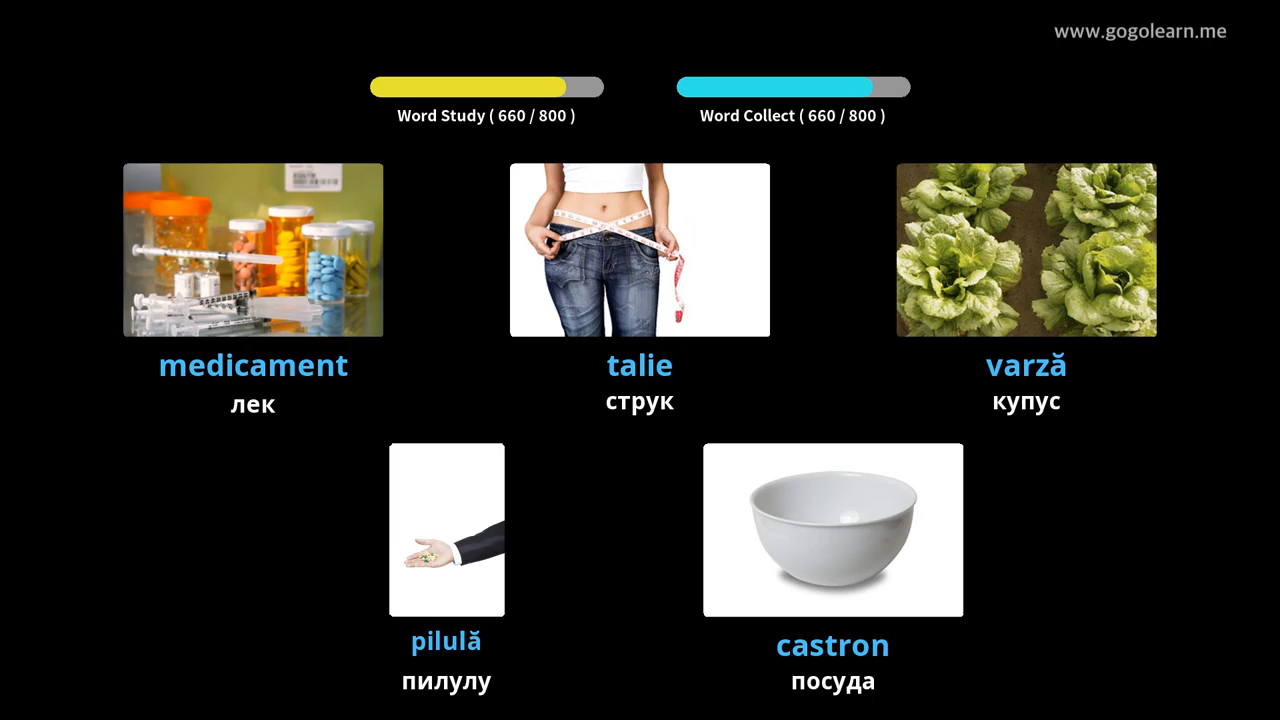 www.gogolearn.me
Word Study ( 660 / 800 )
Word Collect ( 660 / 800 )
medicament
лек
talie
струк
varză
купус
pilulă
пилулу
castron
посуда